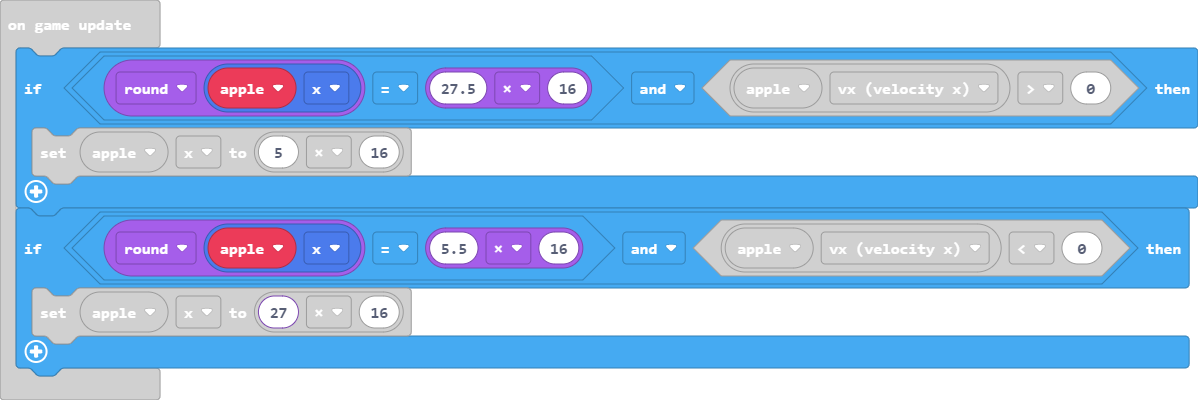 on game update
if round apple x = 27.5 × 16 and apple vx (velocity x) > 0 then
set apple x to 5 × 16
if round apple x = 5.5 × 16 and apple vx (velocity x) < 0 then
set apple x to 27 × 16